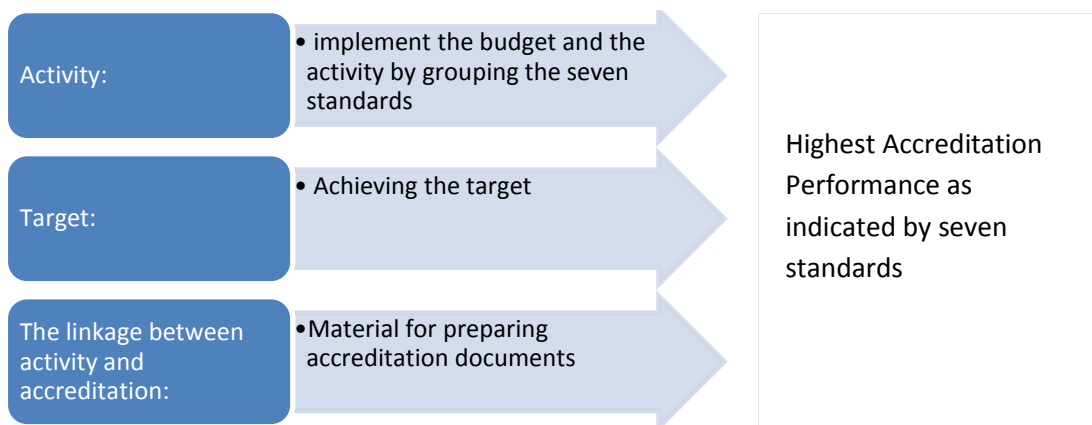 Activity:
• implement the budget and the
activity by grouping the seven
standards
Target:
• Achieving the target
The linkage between
activity and
accreditation:
•Material for preparing
accreditation documents
Highest Accreditation
Performance as
indicated by seven
standards